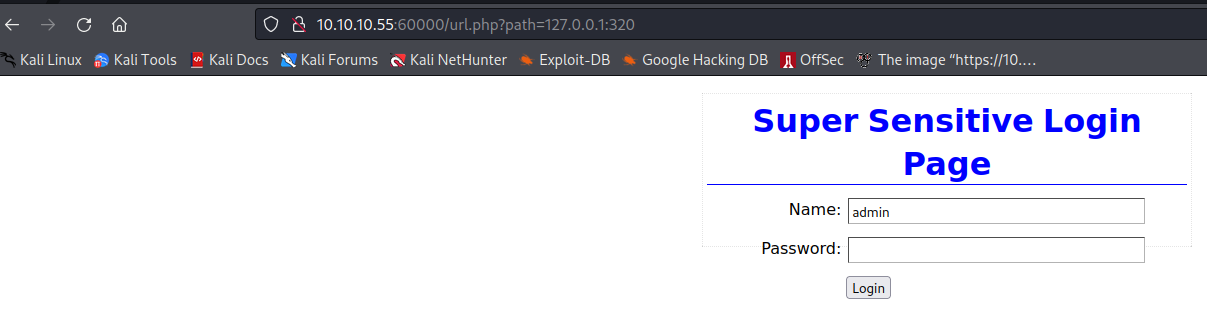 10.10.10.55:60000/url.php?path=127.0.0.1:320
Kali Linux Kali Tools Kali Docs Kali Forums Kali NetHunter Exploit-DB Google Hacking DB OffSec The image “https://10.…
Super Sensitive Login
Page
Name: admin
Password:
Login